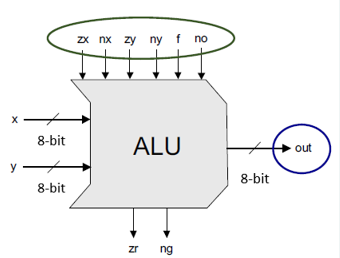 zx nx zy ny f no
x
8-bit
ALU
out
y
8-bit
8-bit
zr ng